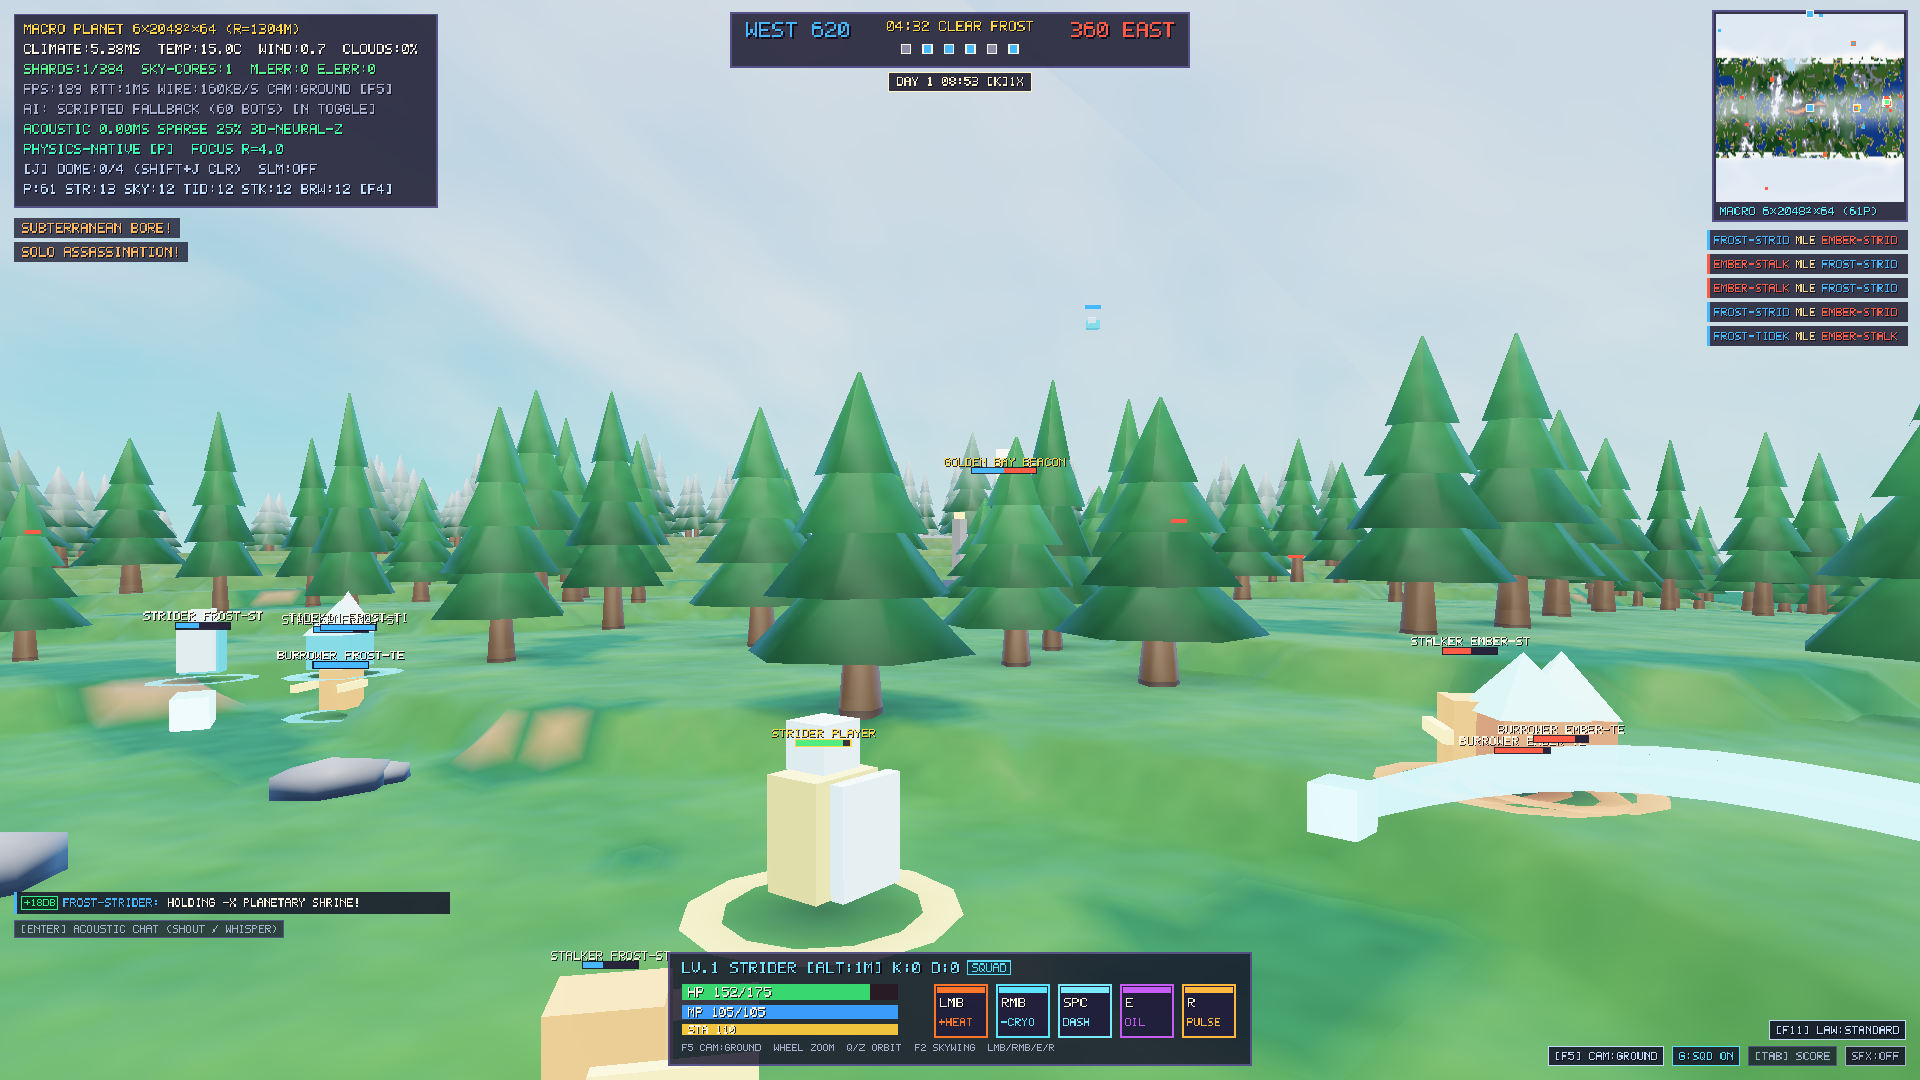 MACRO PLANET 6×2048²×64 (R=1304M)
CLIMATE:5.38MS TEMP:15.0C WIND:0.7 CLOUDS:0%
SHARDS:1/384 SKY-CORES:1 M_ERR:0 E_ERR:0
FPS:189 RTT:1MS WIRE:160KB/S CAM:GROUND [F5]
AI: SCRIPTED FALLBACK (60 BOTS) [N TOGGLE]
ACOUSTIC 0.00MS SPARSE 25% 3D-NEURAL-Z
PHYSICS-NATIVE [P] FOCUS R=4.0
[J] DOME:0/4 (SHIFT+J CLR) SLM:OFF
P:61 STR:13 SKY:12 TID:12 STK:12 BRW:12 [F4]
SUBTERRANEAN BORE!
SOLO ASSASSINATION!
WEST 620
04:32 CLEAR FROST
360 EAST
DAY 1 08:53 [K]1X
MACRO 6×2048²×64 (61P)
FROST-STRID MLE EMBER-STRID
EMBER-STALK MLE FROST-STRID
EMBER-STALK MLE FROST-STRID
FROST-STRID MLE EMBER-STRID
FROST-TIDEK MLE EMBER-STALK
GOLDEN BAY BEACON
STRIDER FROST-ST
BURROWER FROST-TE
STALKER EMBER-ST
BURROWER EMBER-TE
BURROWER
STRIDER PLAYER
+18DB FROST-STRIDER: HOLDING -X PLANETARY SHRINE!
[ENTER] ACOUSTIC CHAT (SHOUT / WHISPER)
STALKER FROST-ST
LV.1 STRIDER [ALT:1M] K:0 D:0 SQUAD
HP 152/175
MP 105/105
STA 110
LMB +HEAT
RMB -CRYO
SPC DASH
E OIL
R PULSE
F5 CAM:GROUND WHEEL ZOOM Q/Z ORBIT F2 SKYWING LMB/RMB/E/R
[F11] LAW:STANDARD
[F5] CAM:GROUND
G:SQD ON
[TAB] SCORE
SFX:OFF